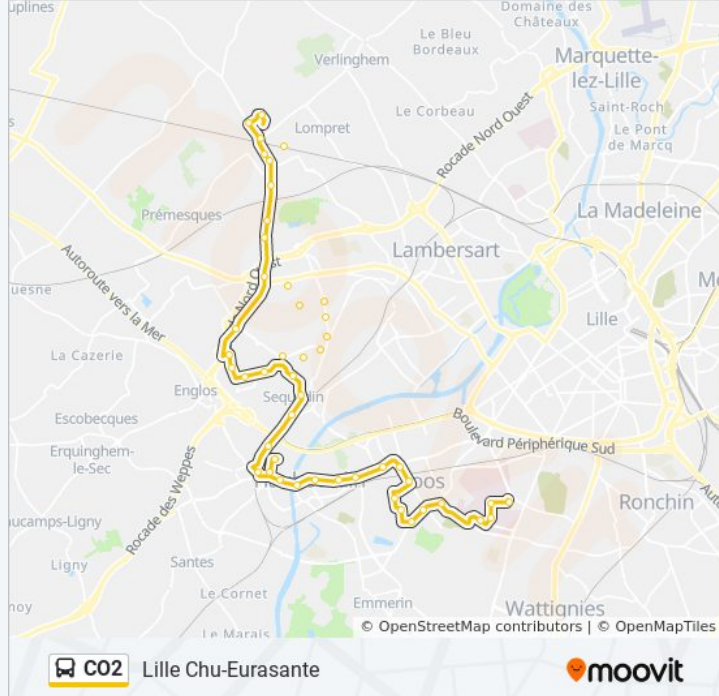 Domaine des
Châteaux
Le Bleu
Bordeaux
Marquette-
lez-Lille
Verlinghem
Saint-Roch
Le Corbeau
Le Pont
de Marcq
Lompret
Rocade Nord Ouest
La Madeleine
Prémesques
Lambersart
Autoroute vers la Mer
Lille
La Cazerie
Englos
Escobecques
Boulevard Périphérique Sud
Erquinghem-
le-Sec
Rocade des Weppes
Ronchin
Ligny
Santes
Le Cornet
Emmerin
Wattignies
Le Marais
© OpenStreetMap contributors | © OpenMapTiles
CO2 Lille Chu-Eurasante
moovit